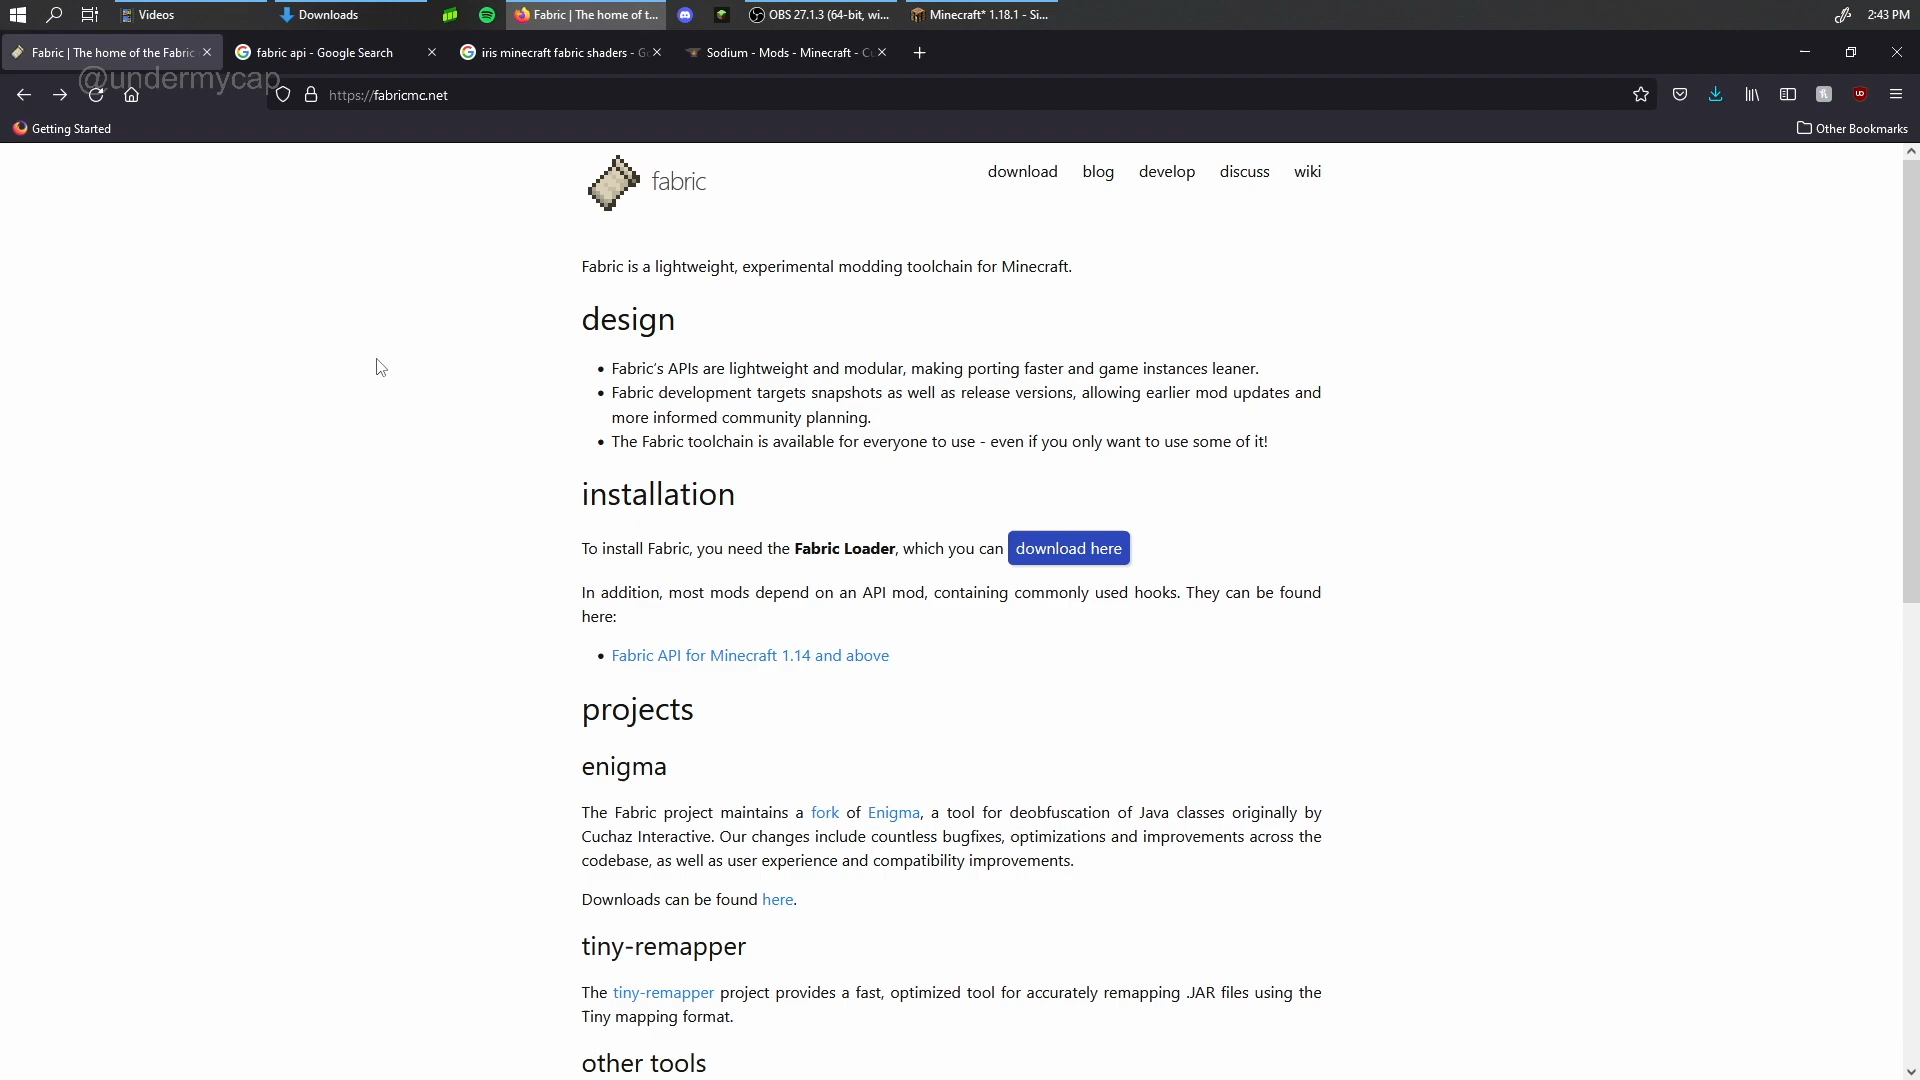 Videos
Downloads
Fabric | The home of t...
OBS 27.1.3 (64-bit, wi...
Minecraft* 1.18.1 - Si...
2:43 PM
Fabric | The home of the Fabric
fabric api - Google Search
iris minecraft fabric shaders - G
Sodium - Mods - Minecraft - C
@undermycap
https://fabricmc.net
Getting Started
Other Bookmarks
fabric
download blog develop discuss wiki
Fabric is a lightweight, experimental modding toolchain for Minecraft.
design
• Fabric's APIs are lightweight and modular, making porting faster and game instances leaner.
• Fabric development targets snapshots as well as release versions, allowing earlier mod updates and
more informed community planning.
• The Fabric toolchain is available for everyone to use - even if you only want to use some of it!
installation
To install Fabric, you need the Fabric Loader, which you can download here
In addition, most mods depend on an API mod, containing commonly used hooks. They can be found
here:
• Fabric API for Minecraft 1.14 and above
projects
enigma
The Fabric project maintains a fork of Enigma, a tool for deobfuscation of Java classes originally by
Cuchaz Interactive. Our changes include countless bugfixes, optimizations and improvements across the
codebase, as well as user experience and compatibility improvements.
Downloads can be found here.
tiny-remapper
The tiny-remapper project provides a fast, optimized tool for accurately remapping .JAR files using the
Tiny mapping format.
other tools